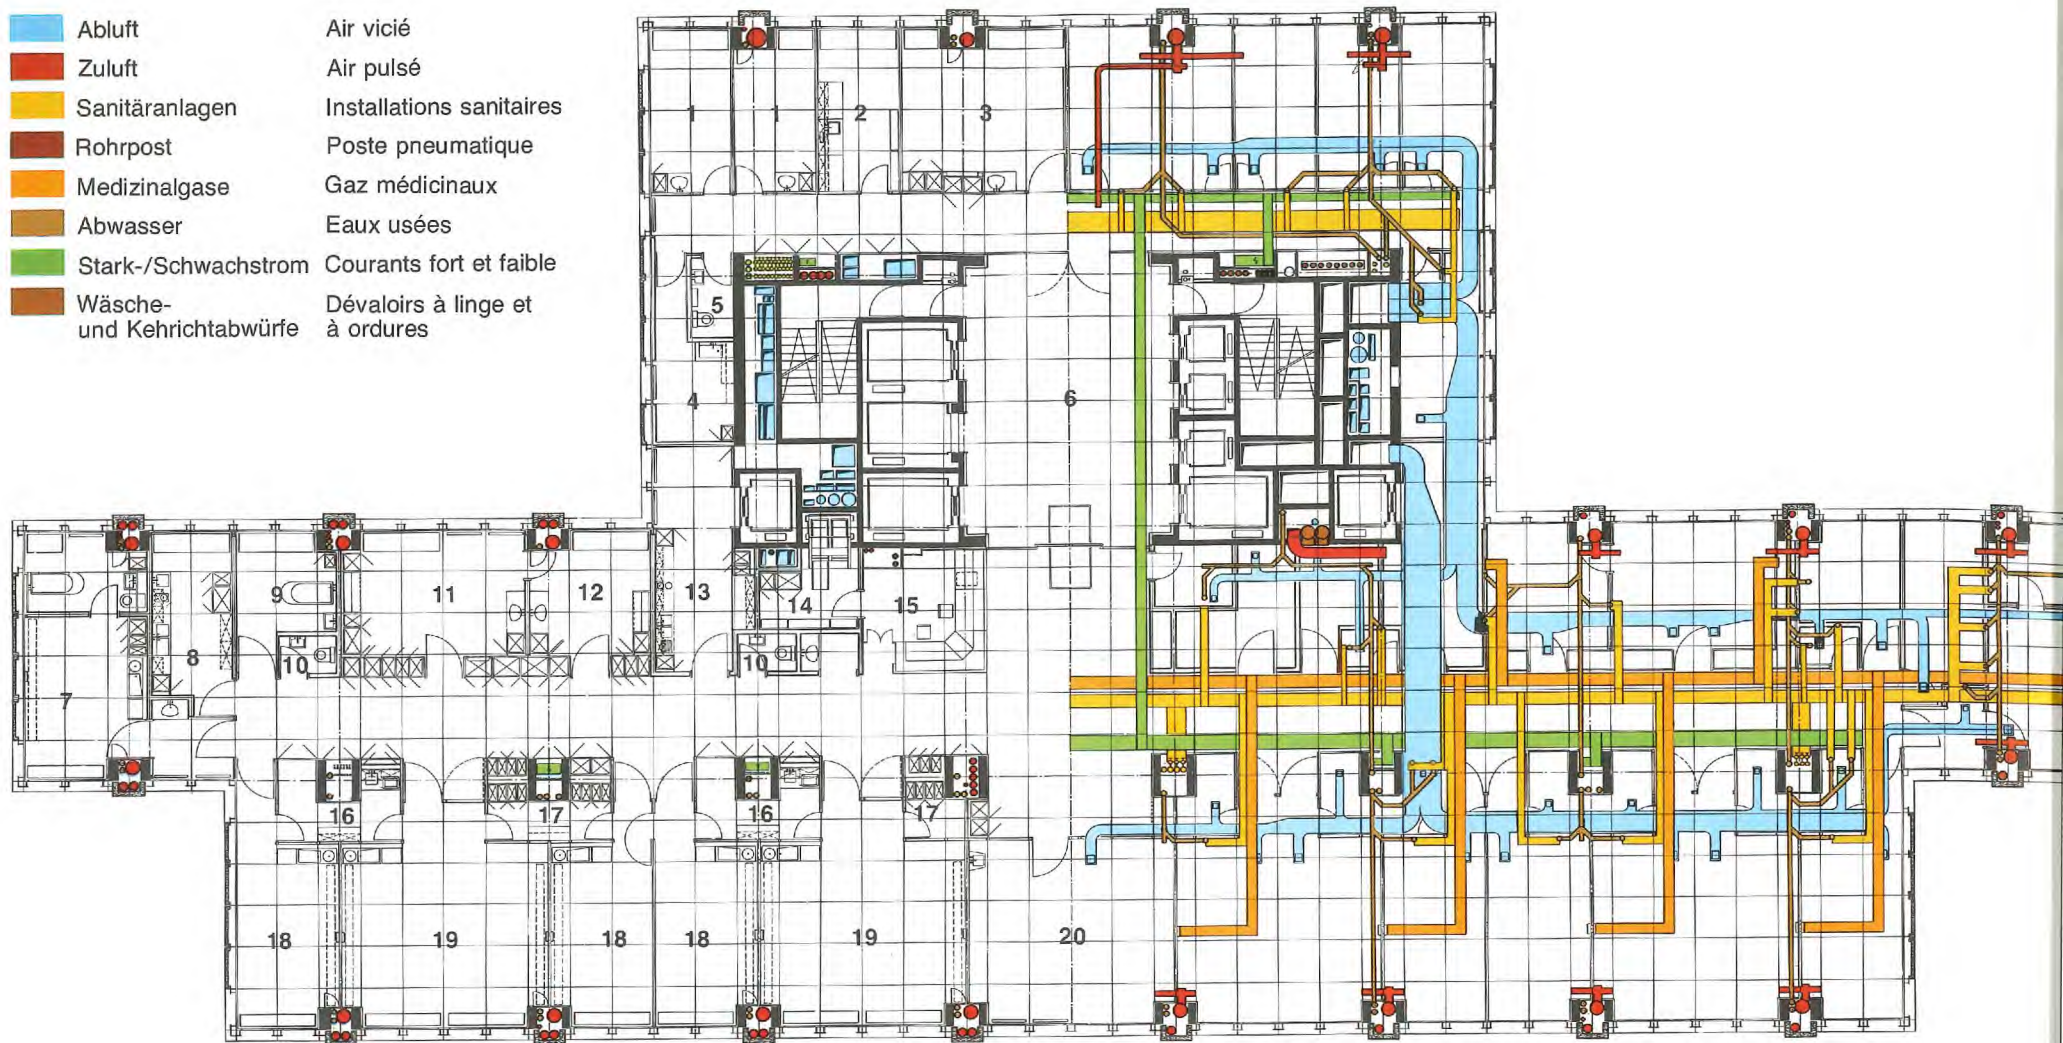 Abluft Air vicié
Zuluft Air pulsé
Sanitäranlagen Installations sanitaires
Rohrpost Poste pneumatique
Medizinalgase Gaz médicinaux
Abwasser Eaux usées
Stark-/Schwachstrom Courants fort et faible
Wäsche- Dévaloirs à linge et
und Kehrichtabwürfe à ordures
1 1 2 3
5
4 6
9 11 12 13 14 15
8 10 10
7
16 17 16 17
18 19 18 18 19 20